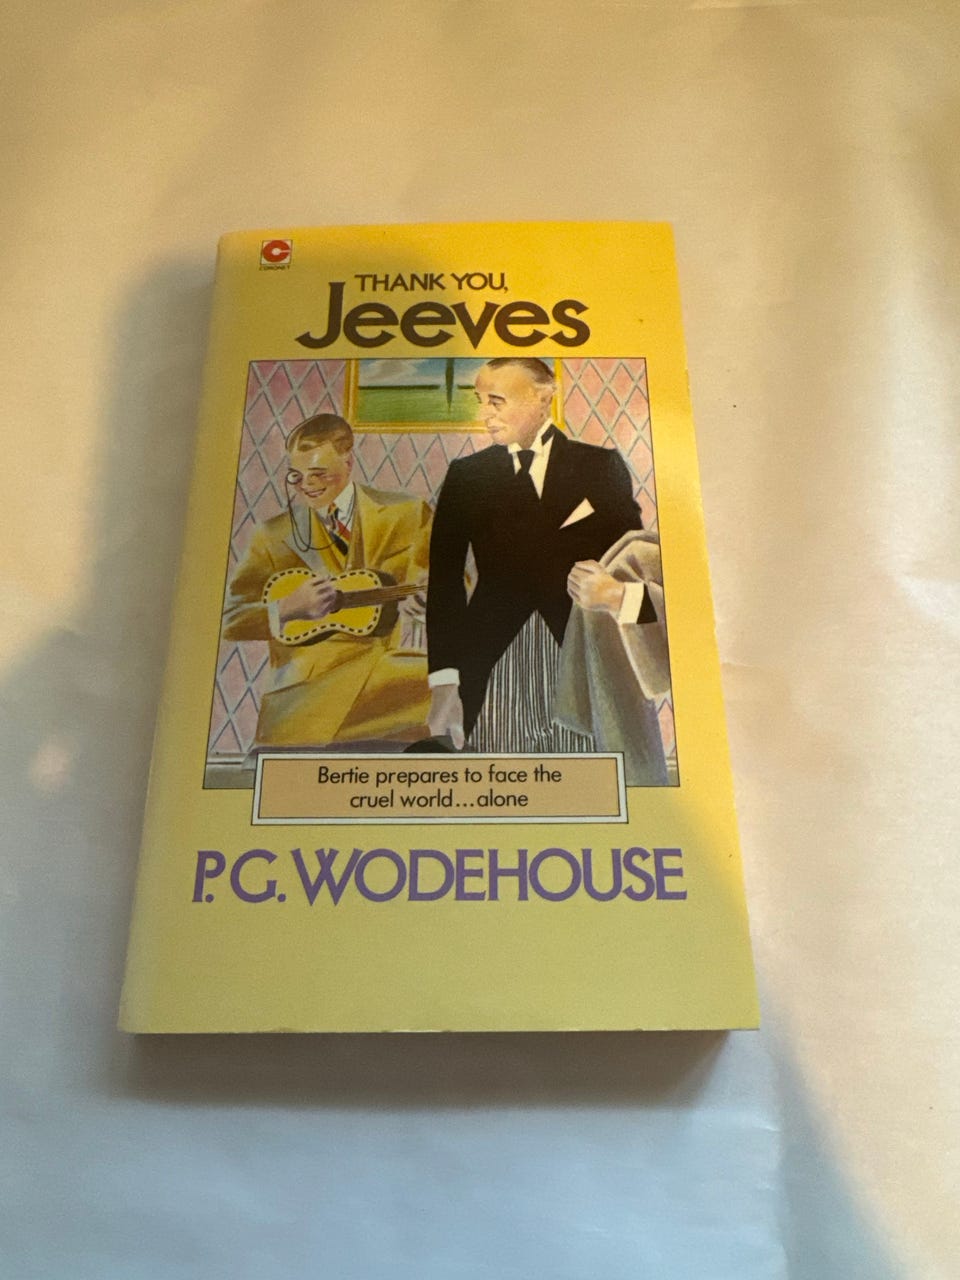 CORONET
THANK YOU,
Jeeves
Bertie prepares to face the
cruel world...alone
P.G. WODEHOUSE